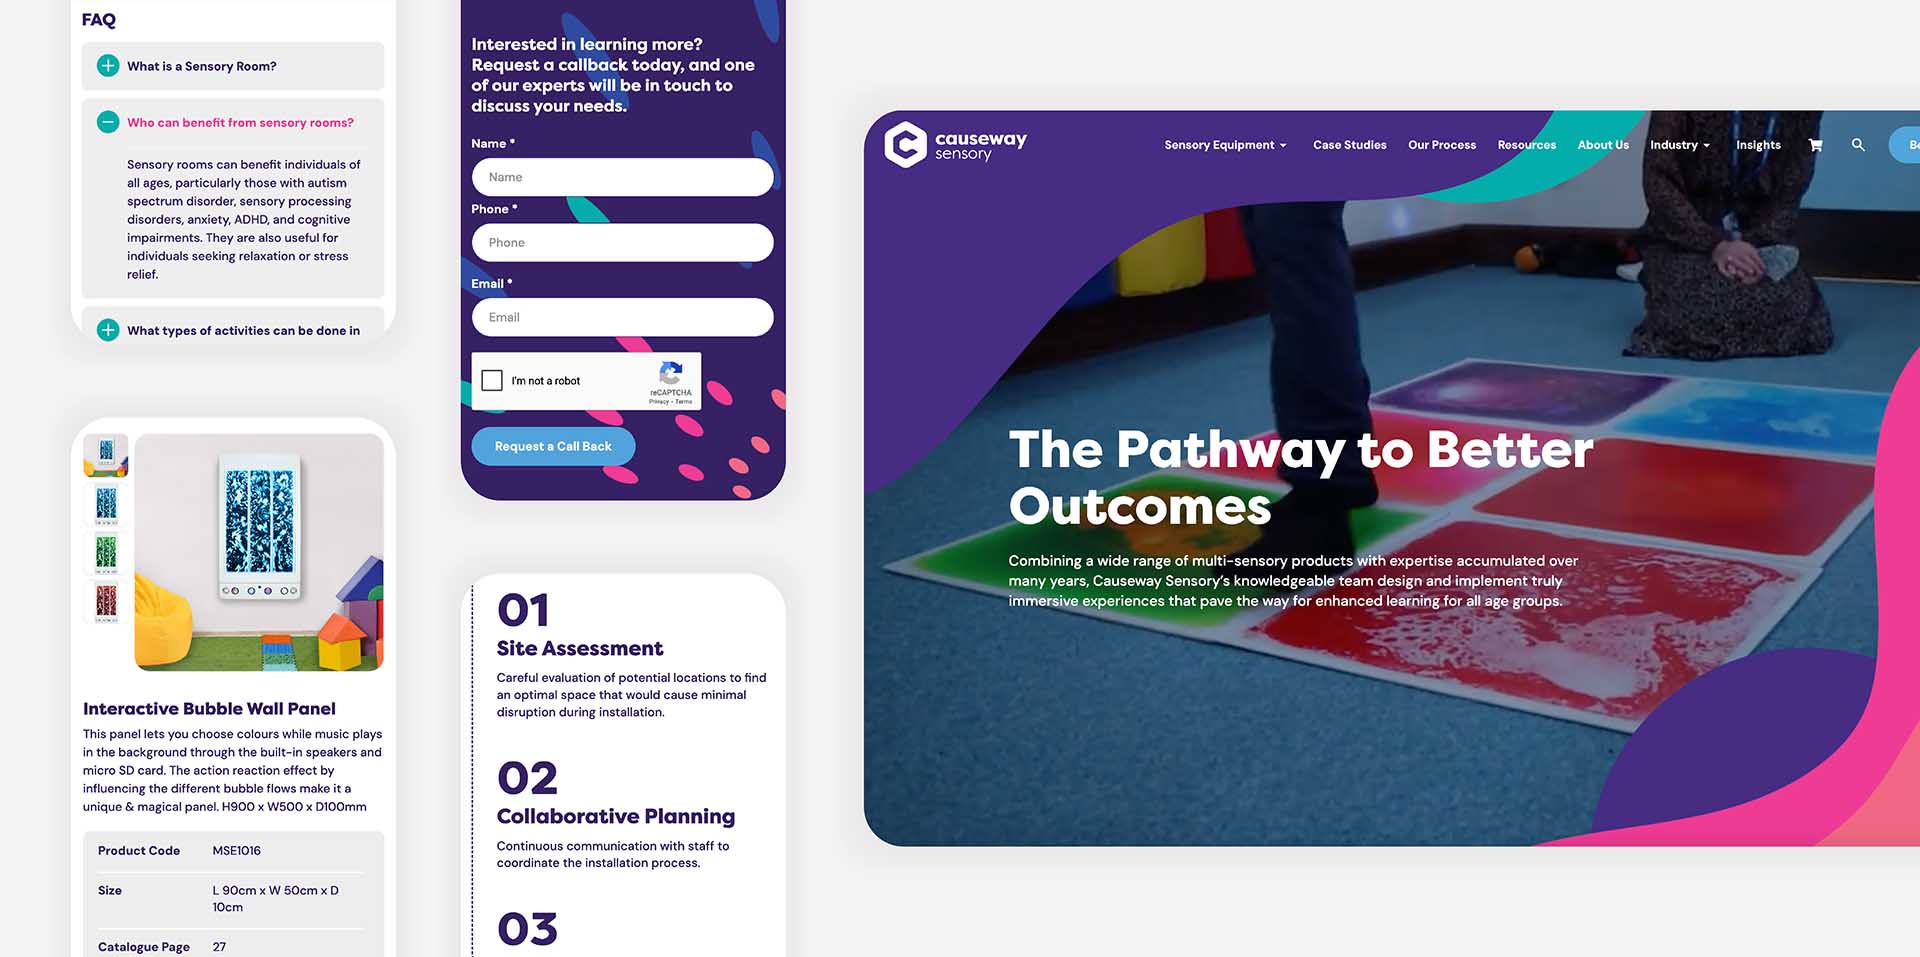 FAQ
What is a Sensory Room?
Who can benefit from sensory rooms?
Sensory rooms can benefit individuals of
all ages, particularly those with autism
spectrum disorder, sensory processing
disorders, anxiety, ADHD, and cognitive
impairments. They are also useful for
individuals seeking relaxation or stress
relief.
What types of activities can be done in
Interactive Bubble Wall Panel
This panel lets you choose colours while music plays
in the background through the built-in speakers and
micro SD card. The action reaction effect by
influencing the different bubble flows make it a
unique & magical panel. H900 x W500 x D100mm
Product Code MSE1016
Size L 90cm x W 50cm x D
10cm
Catalogue Page 27
Interested in learning more?
Request a callback today, and one
of our experts will be in touch to
discuss your needs.
Name *
Name
Phone *
Phone
Email *
Email
I'm not a robot
reCAPTCHA
Privacy - Terms
Request a Call Back
01
Site Assessment
Careful evaluation of potential locations to find
an optimal space that would cause minimal
disruption during installation.
02
Collaborative Planning
Continuous communication with staff to
coordinate the installation process.
03
causeway
sensory
Sensory Equipment Case Studies Our Process Resources About Us Industry Insights
The Pathway to Better
Outcomes
Combining a wide range of multi-sensory products with expertise accumulated over
many years, Causeway Sensory's knowledgeable team design and implement truly
immersive experiences that pave the way for enhanced learning for all age groups.